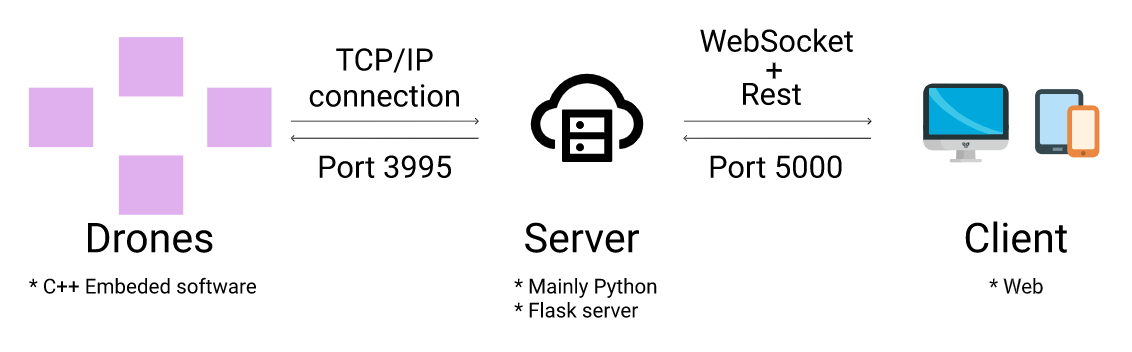 TCP/IP
connection
Port 3995
WebSocket
+
Rest
Port 5000
Drones
* C++ Embeded software
Server
* Mainly Python
* Flask server
Client
* Web